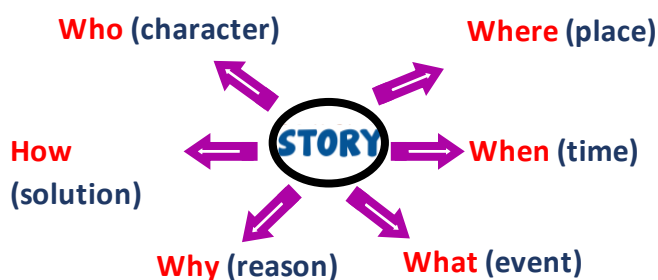 Who (character)
Where (place)
STORY
How
(solution)
When (time)
Why (reason)
What (event)